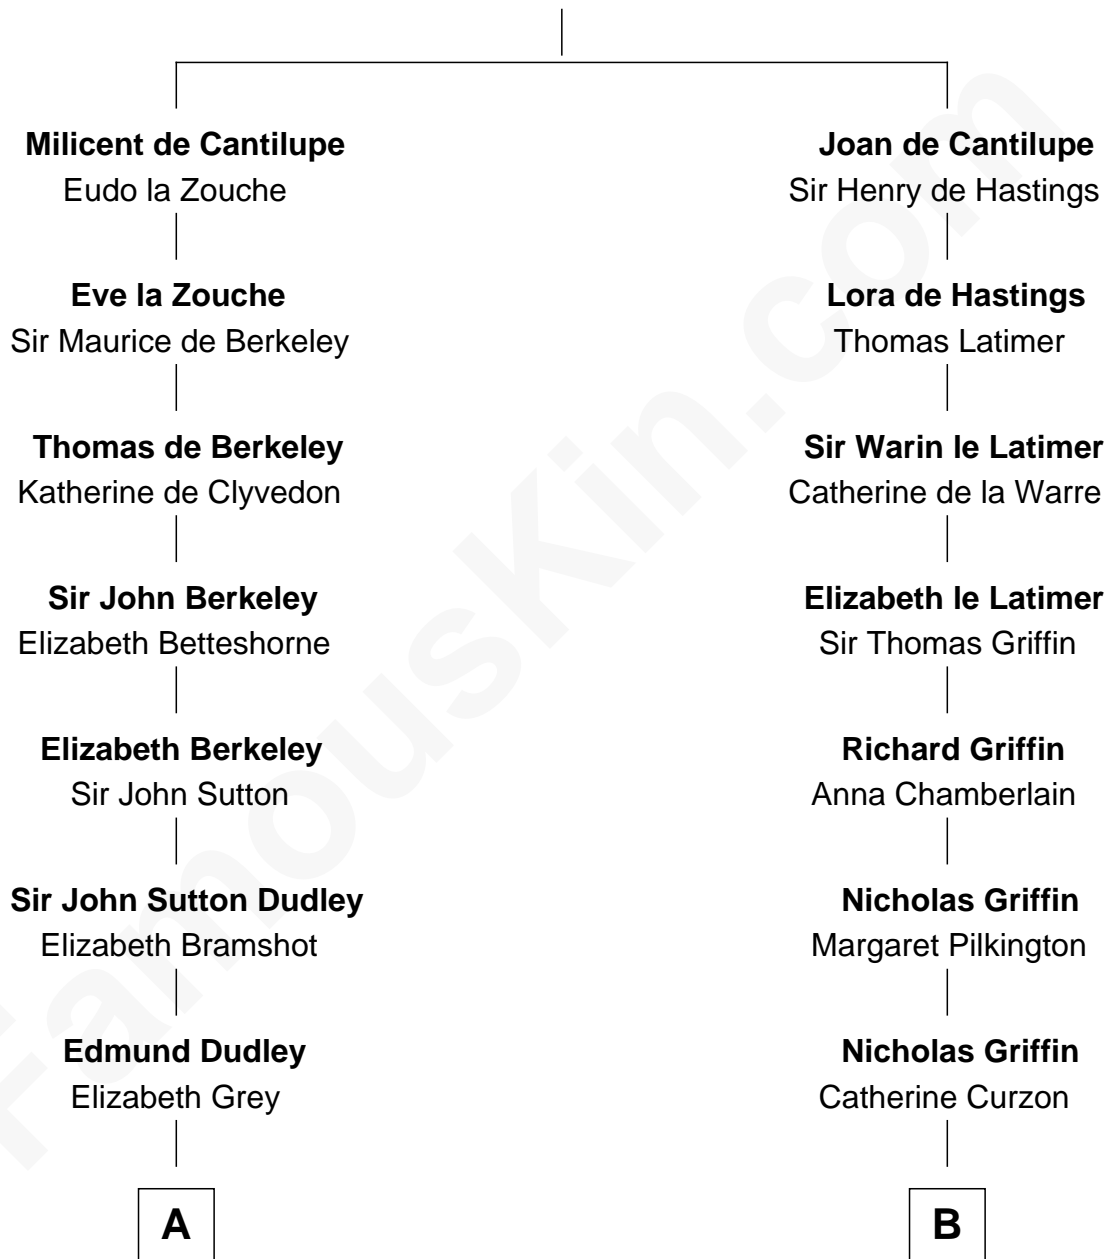 Milicent de Cantilupe
Eudo la Zouche
Eve la Zouche
Sir Maurice de Berkeley
Thomas de Berkeley
Katherine de Clyvedon
Sir John Berkeley
Elizabeth Betteshorne
Elizabeth Berkeley
Sir John Sutton
Sir John Sutton Dudley
Elizabeth Bramshot
Edmund Dudley
Elizabeth Grey
A
Joan de Cantilupe
Sir Henry de Hastings
Lora de Hastings
Thomas Latimer
Sir Warin le Latimer
Catherine de la Warre
Elizabeth le Latimer
Sir Thomas Griffin
Richard Griffin
Anna Chamberlain
Nicholas Griffin
Margaret Pilkington
Nicholas Griffin
Catherine Curzon
B
FamousKin.com